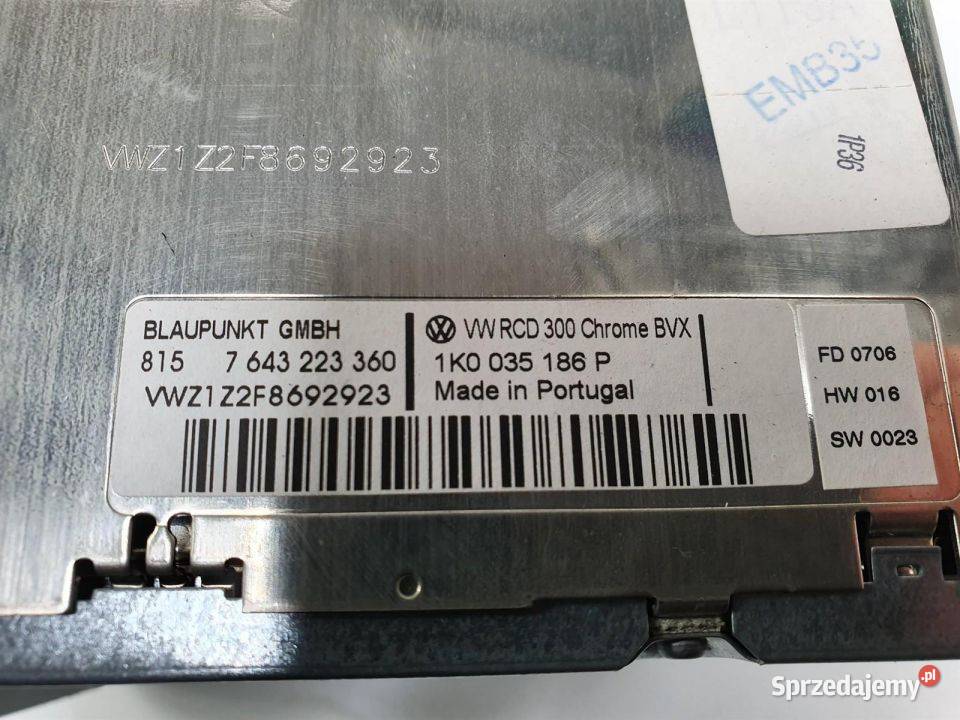 EMB35
1P36
VWZ1Z2F8692923
BLAUPUNKT GMBH
815 7 643 223 360
VWZ1Z2F8692923
VW RCD 300 Chrome BVX
1K0 035 186 P
Made in Portugal
FD 0706
HW 016
SW 0023
Sprzedajemy.pl